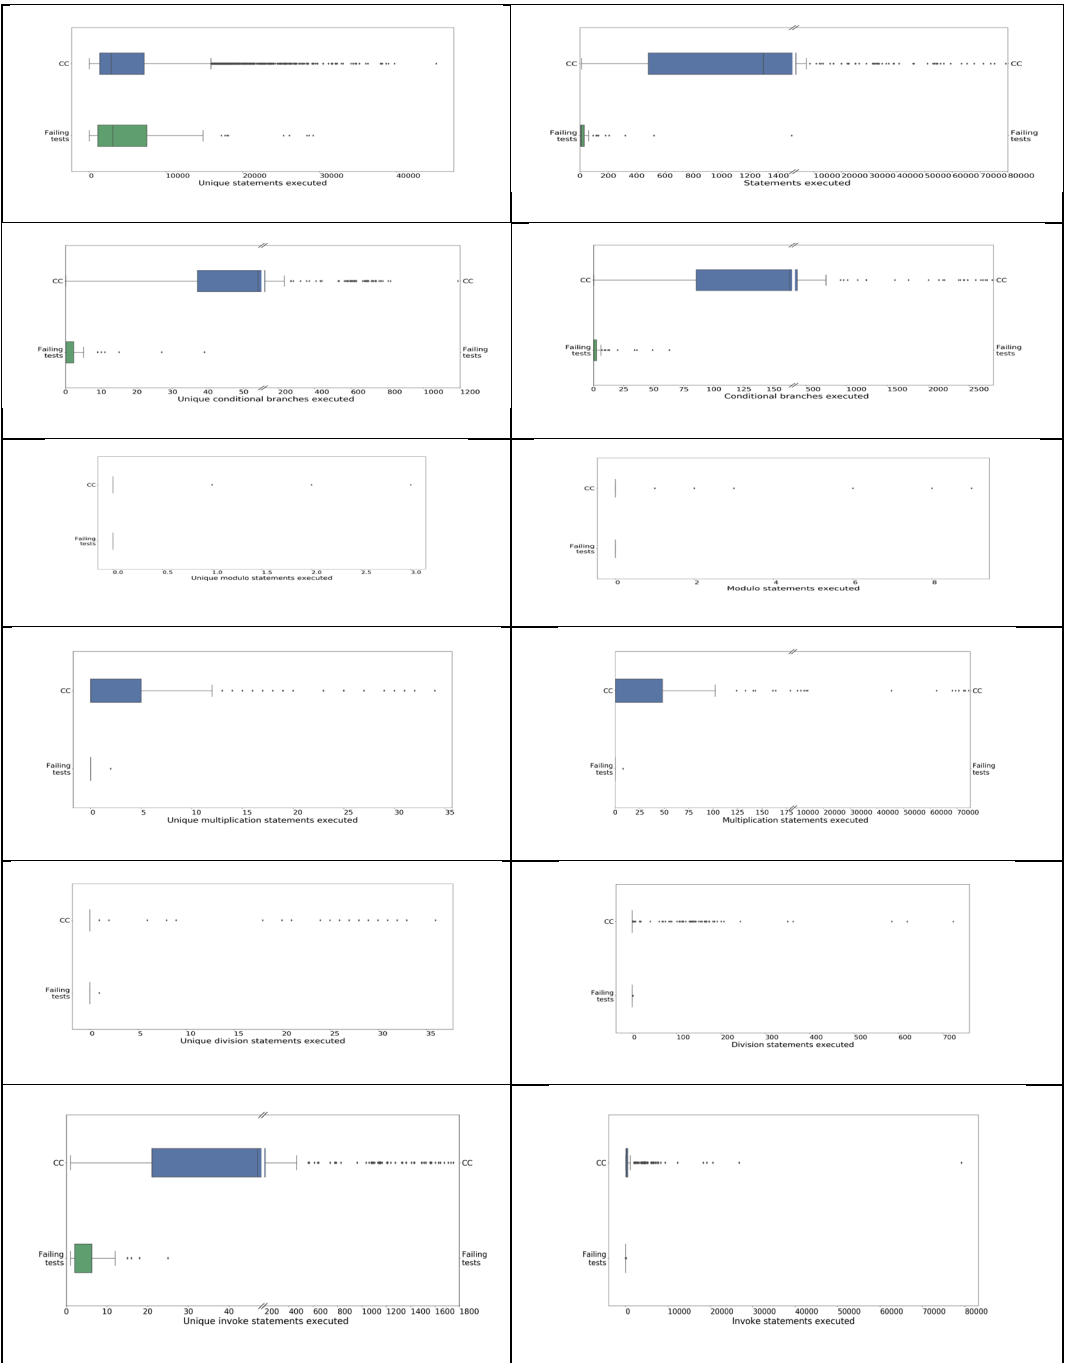 CC
Failing
tests
0 10000 20000 30000 40000
Unique statements executed
CC CC
Failing Failing
tests tests
0 200 400 600 800 1000 1200 1400 10000 20000 30000 40000 50000 60000 70000 80000
Statements executed
CC CC
Failing Failing
tests tests
0 10 20 30 40 50 200 400 600 800 1000 1200
Unique conditional branches executed
CC CC
Failing Failing
tests tests
0 25 50 75 100 125 150 500 1000 1500 2000 2500
Conditional branches executed
CC
Failing
tests
0.0 0.5 1.0 1.5 2.0 2.5 3.0
Unique modulo statements executed
CC
Failing
tests
0 2 4 6 8
Modulo statements executed
CC
Failing
tests
0 5 10 15 20 25 30 35
Unique multiplication statements executed
CC CC
Failing Failing
tests tests
0 25 50 75 100 125 150 175 10000 20000 30000 40000 50000 60000 70000
Multiplication statements executed
CC
Failing
tests
0 5 10 15 20 25 30 35
Unique division statements executed
CC
Failing
tests
0 100 200 300 400 500 600 700
Division statements executed
CC CC
Failing Failing
tests tests
0 10 20 30 40 200 400 600 800 1000 1200 1400 1600 1800
Unique invoke statements executed
CC
Failing
tests
0 10000 20000 30000 40000 50000 60000 70000 80000
Invoke statements executed